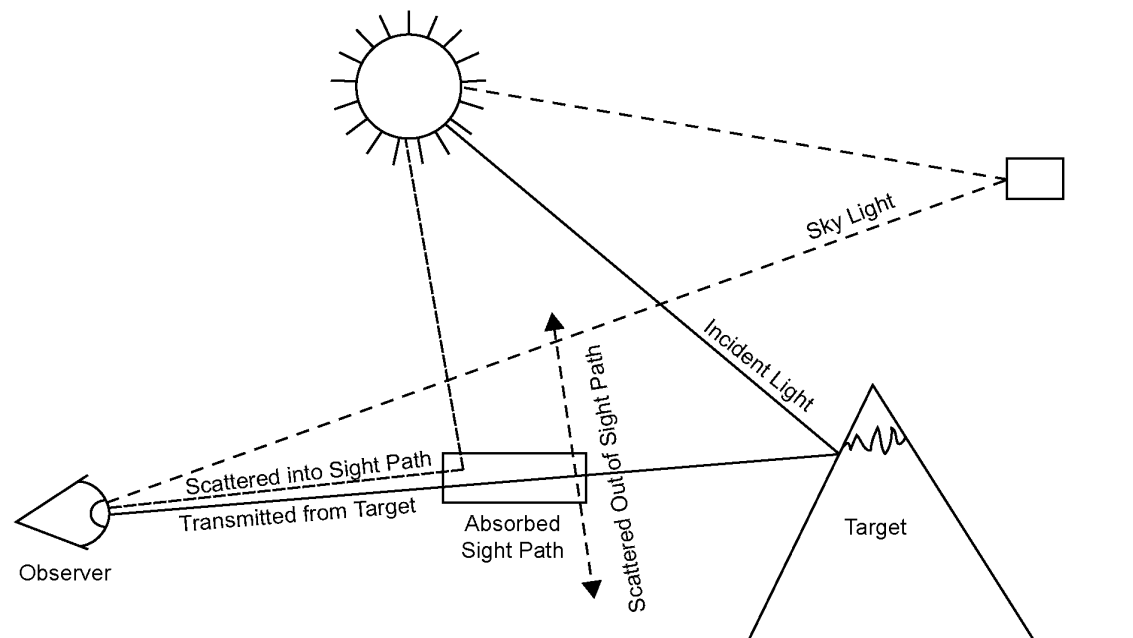 Sky Light
Incident Light
Scattered Out of Sight Path
Scattered into Sight Path
Transmitted from Target
Absorbed
Sight Path
Target
Observer